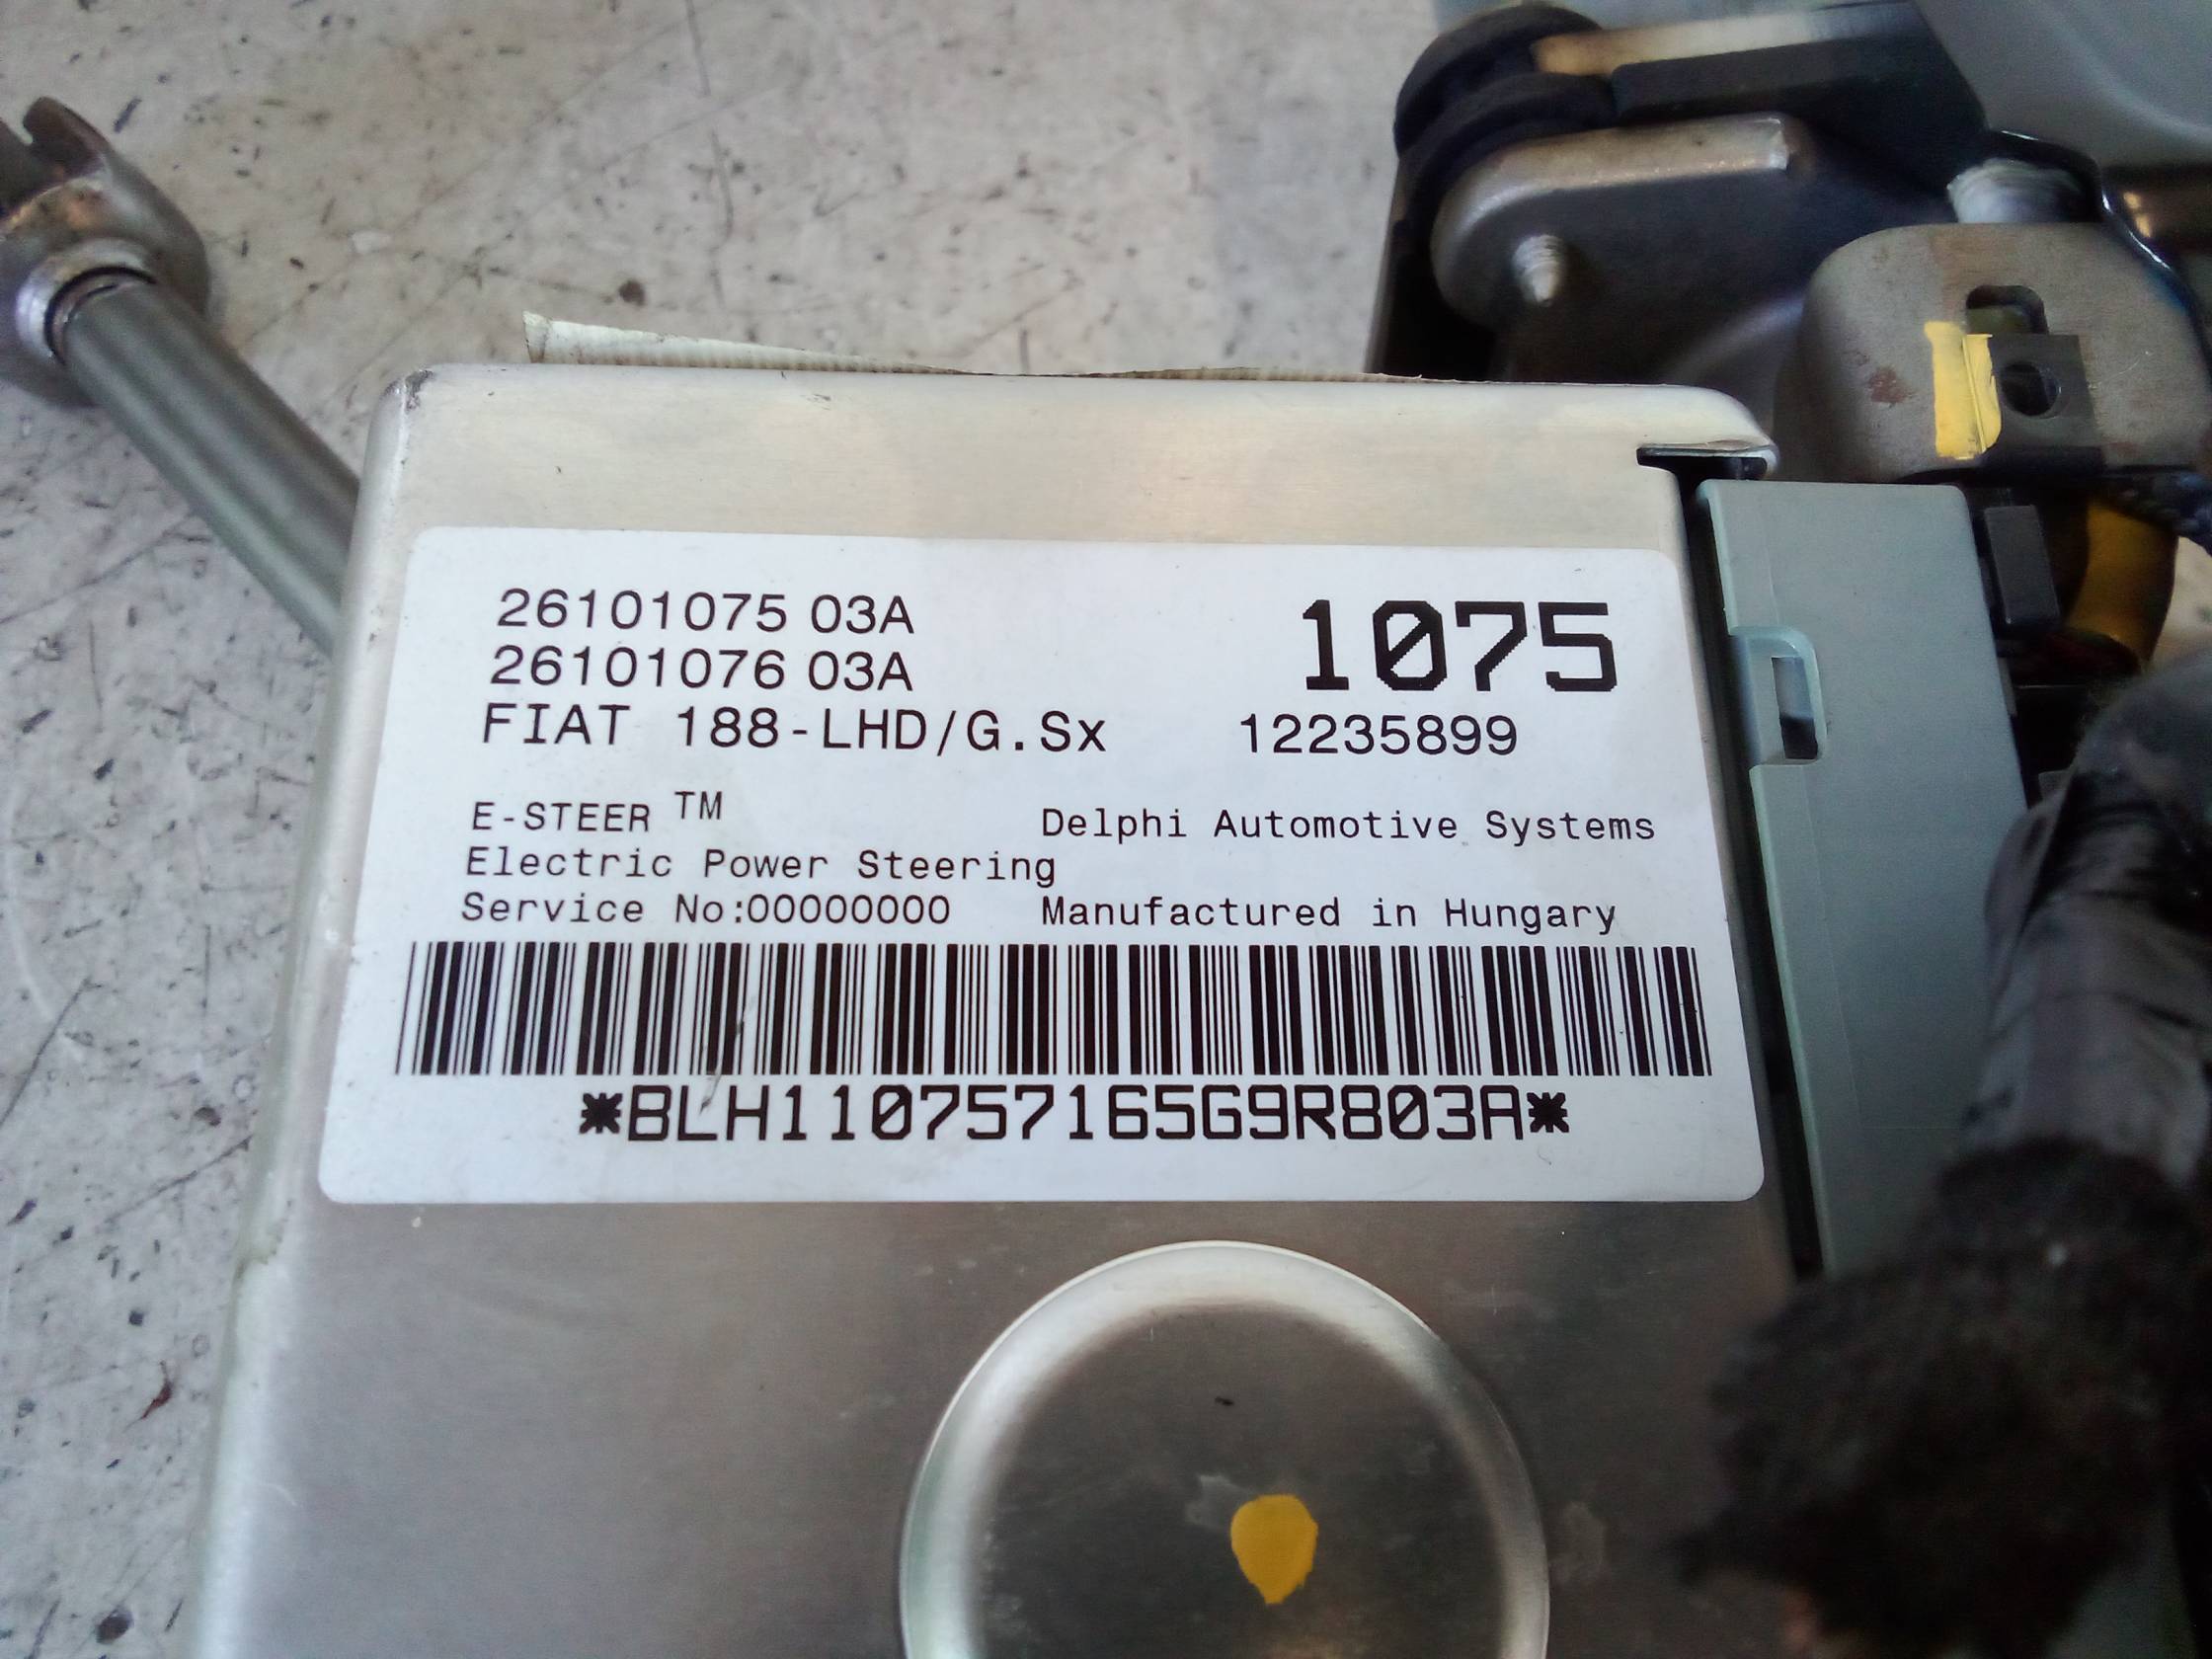 26101075 03A
1075
26101076 03A
FIAT 188-LHD/G.Sx
12235899
E-STEER TM
Delphi Automotive Systems
Electric Power Steering
Service No:00000000
Manufactured in Hungary
*BLH110757165G9R803A*